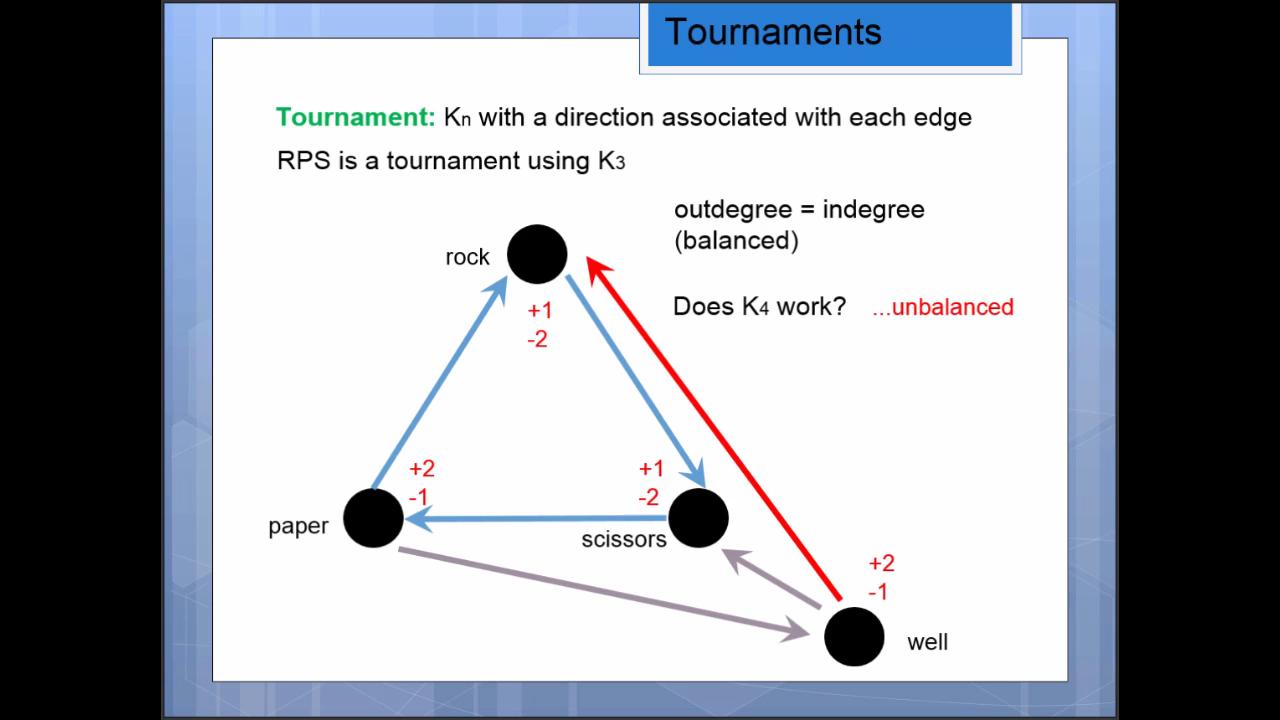 Tournaments
Tournament: Kn with a direction associated with each edge
RPS is a tournament using K3
outdegree = indegree
(balanced)
rock
Does K4 work? ...unbalanced
+1
-2
+2
-1
+1
-2
paper
scissors
+2
-1
well